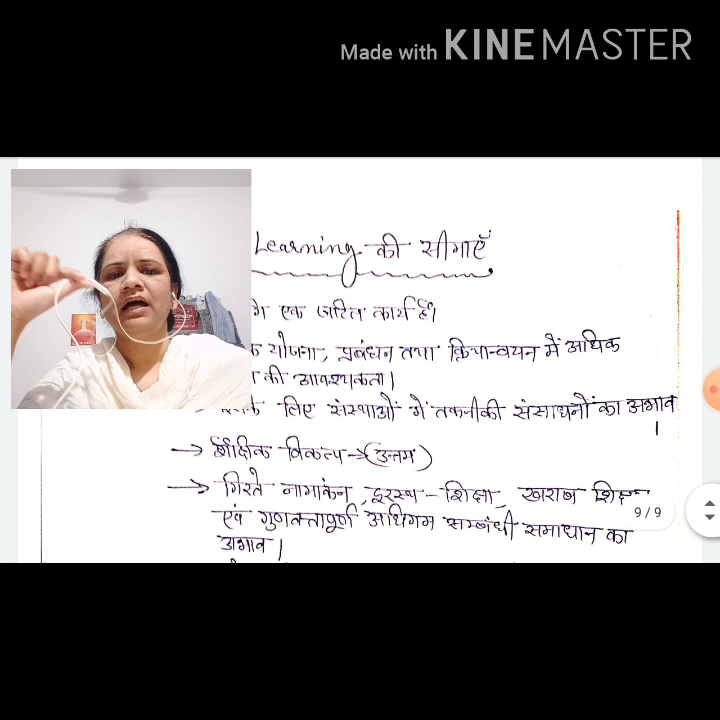 Made with KINEMASTER
Learning की सीमाएँ
एक जटिल कार्य है।
योजना, प्रबंधन तथा क्रियान्वयन में अधिक
की आवश्यकता।
लिए संस्थाओं में तकनीकी संसाधनों का अभाव।
→ शैक्षिक विकल्प → (उत्तम)
→ गिरते नामांकन, दूरस्थ - शिक्षा, खराब
एवं गुणवत्तापूर्ण अधिगम सम्बंधी समाधान का
अभाव।
9/9